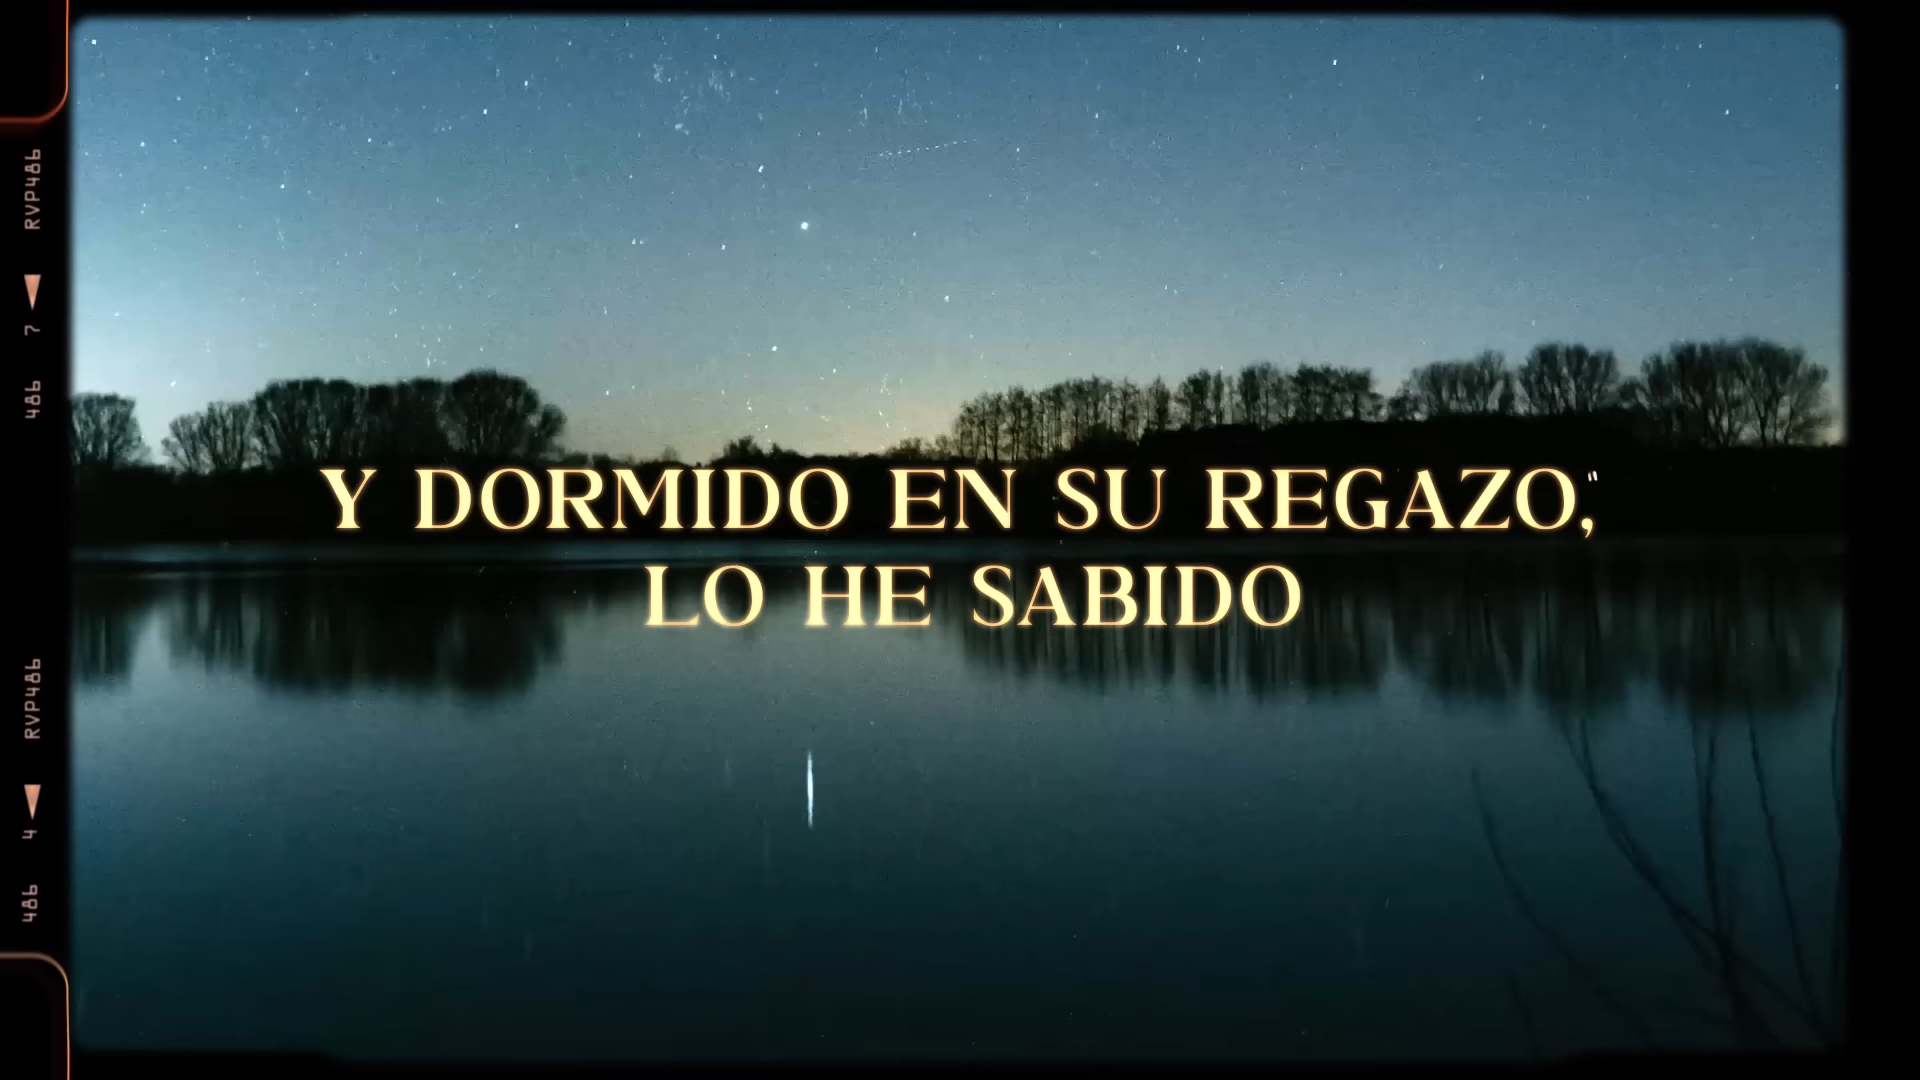 Y DORMIDO EN SU REGAZO,
LO HE SABIDO
RVP486
7
486
RVP486
4
486